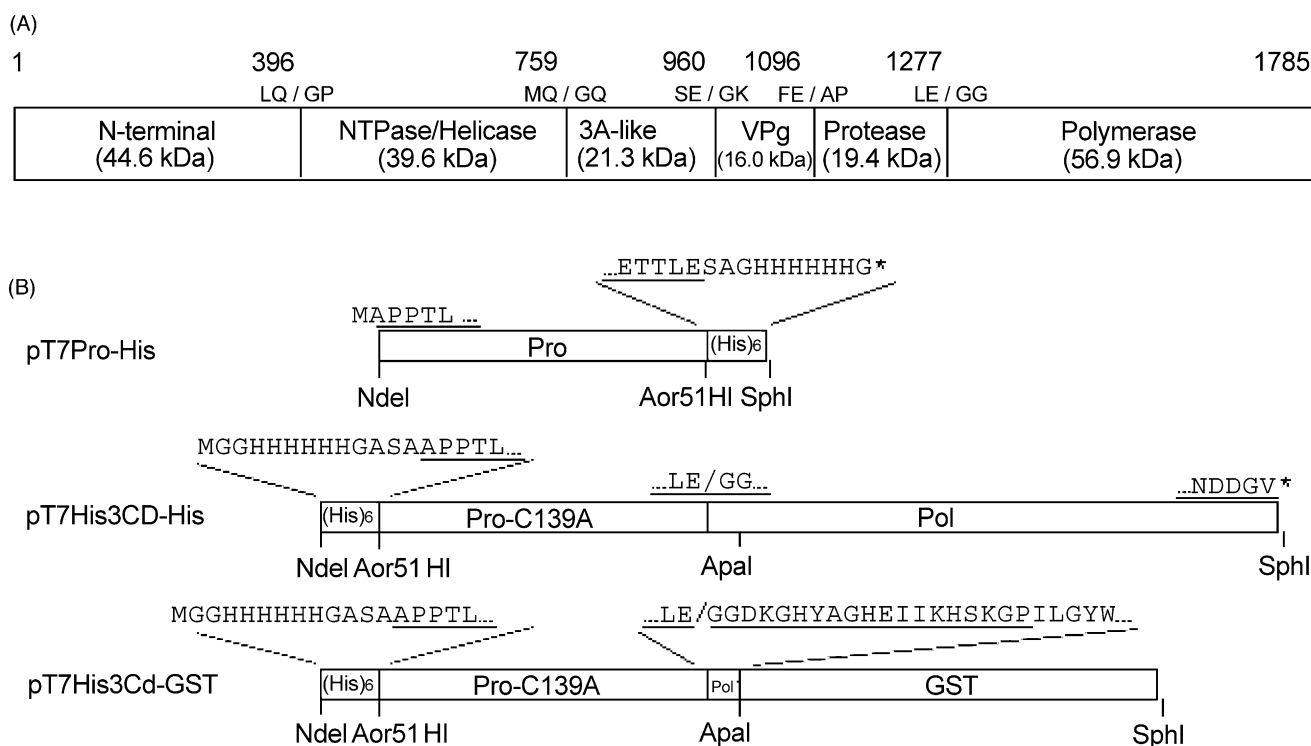 (A)
1 396 759 960 1096 1277 1785
LQ / GP MQ / GQ SE / GK FE / AP LE / GG
N-terminal NTPase/Helicase 3A-like VPg Protease Polymerase
(44.6 kDa) (39.6 kDa) (21.3 kDa) (16.0 kDa) (19.4 kDa) (56.9 kDa)
(B)
...ETTLESAGHHHHHHG*
MAPPTL ...
pT7Pro-His
Pro (His)6
NdeI Aor51HI SphI
MGGHHHHHHGASAAPPTL...
...LE/GG...
...NDDGV*
pT7His3CD-His
(His)6 Pro-C139A Pol
NdeI Aor51 HI ApaI SphI
MGGHHHHHHGASAAPPTL... ...LE/GGDKGHYAGHEIIKHSKGPILGYW...
pT7His3Cd-GST
(His)6 Pro-C139A Pol' GST
NdeI Aor51 HI ApaI SphI